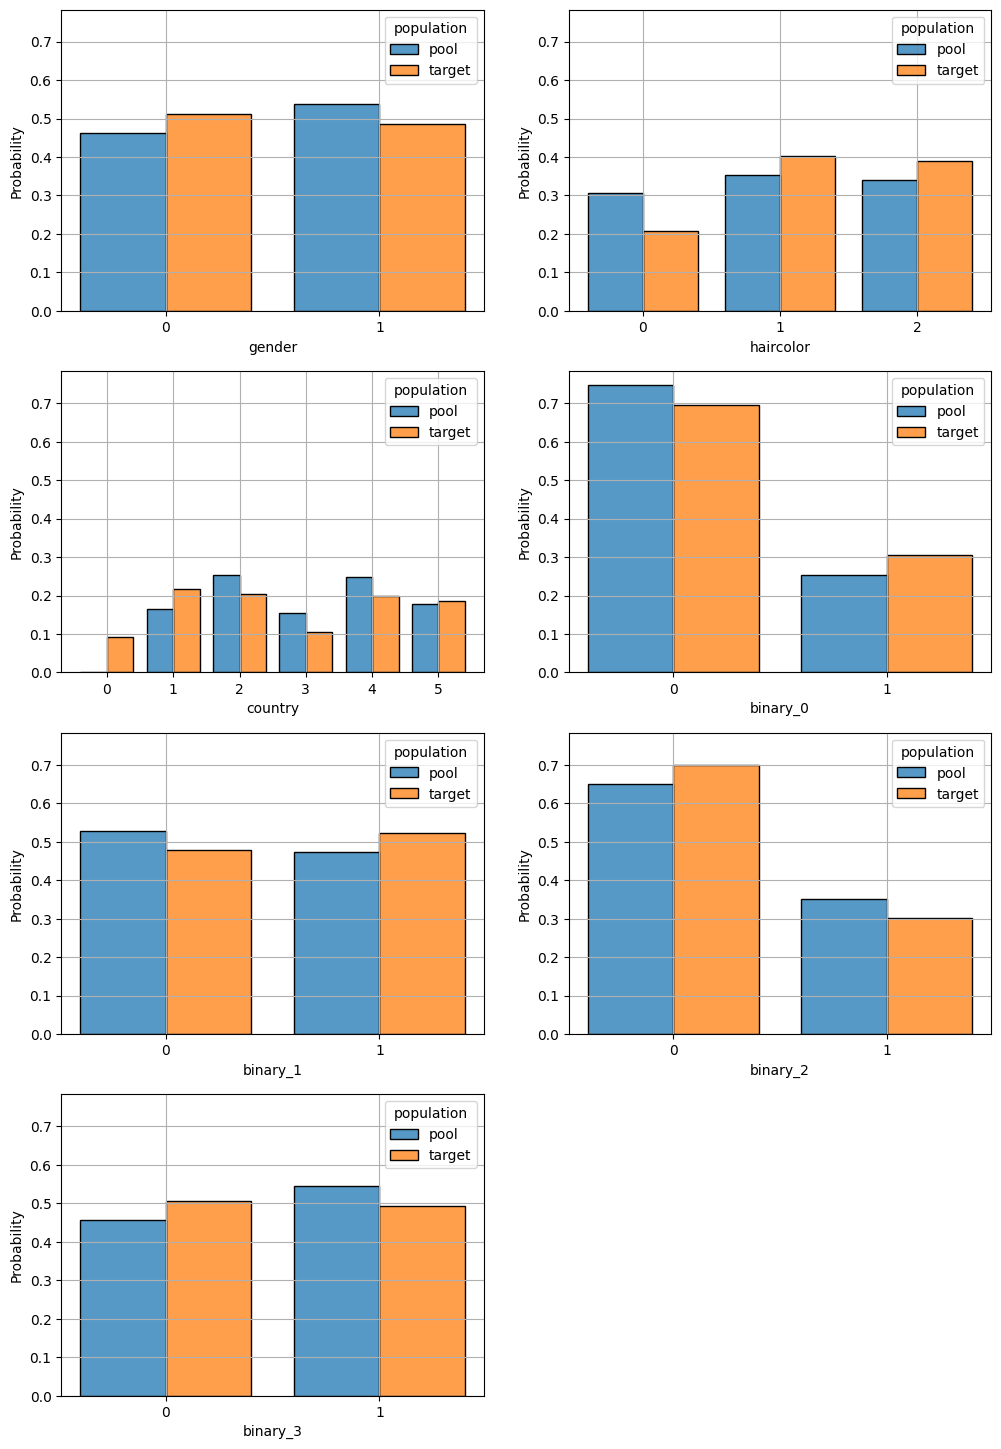 0.7
0.6
0.5
0.4
0.3
0.2
0.1
0.0
Probability
population
pool
target
0 1
gender
0.7
0.6
0.5
0.4
0.3
0.2
0.1
0.0
Probability
population
pool
target
0 1 2
haircolor
0.7
0.6
0.5
0.4
0.3
0.2
0.1
0.0
Probability
population
pool
target
0 1 2 3 4 5
country
0.7
0.6
0.5
0.4
0.3
0.2
0.1
0.0
Probability
population
pool
target
0 1
binary_0
0.7
0.6
0.5
0.4
0.3
0.2
0.1
0.0
Probability
population
pool
target
0 1
binary_1
0.7
0.6
0.5
0.4
0.3
0.2
0.1
0.0
Probability
population
pool
target
0 1
binary_2
0.7
0.6
0.5
0.4
0.3
0.2
0.1
0.0
Probability
population
pool
target
0 1
binary_3